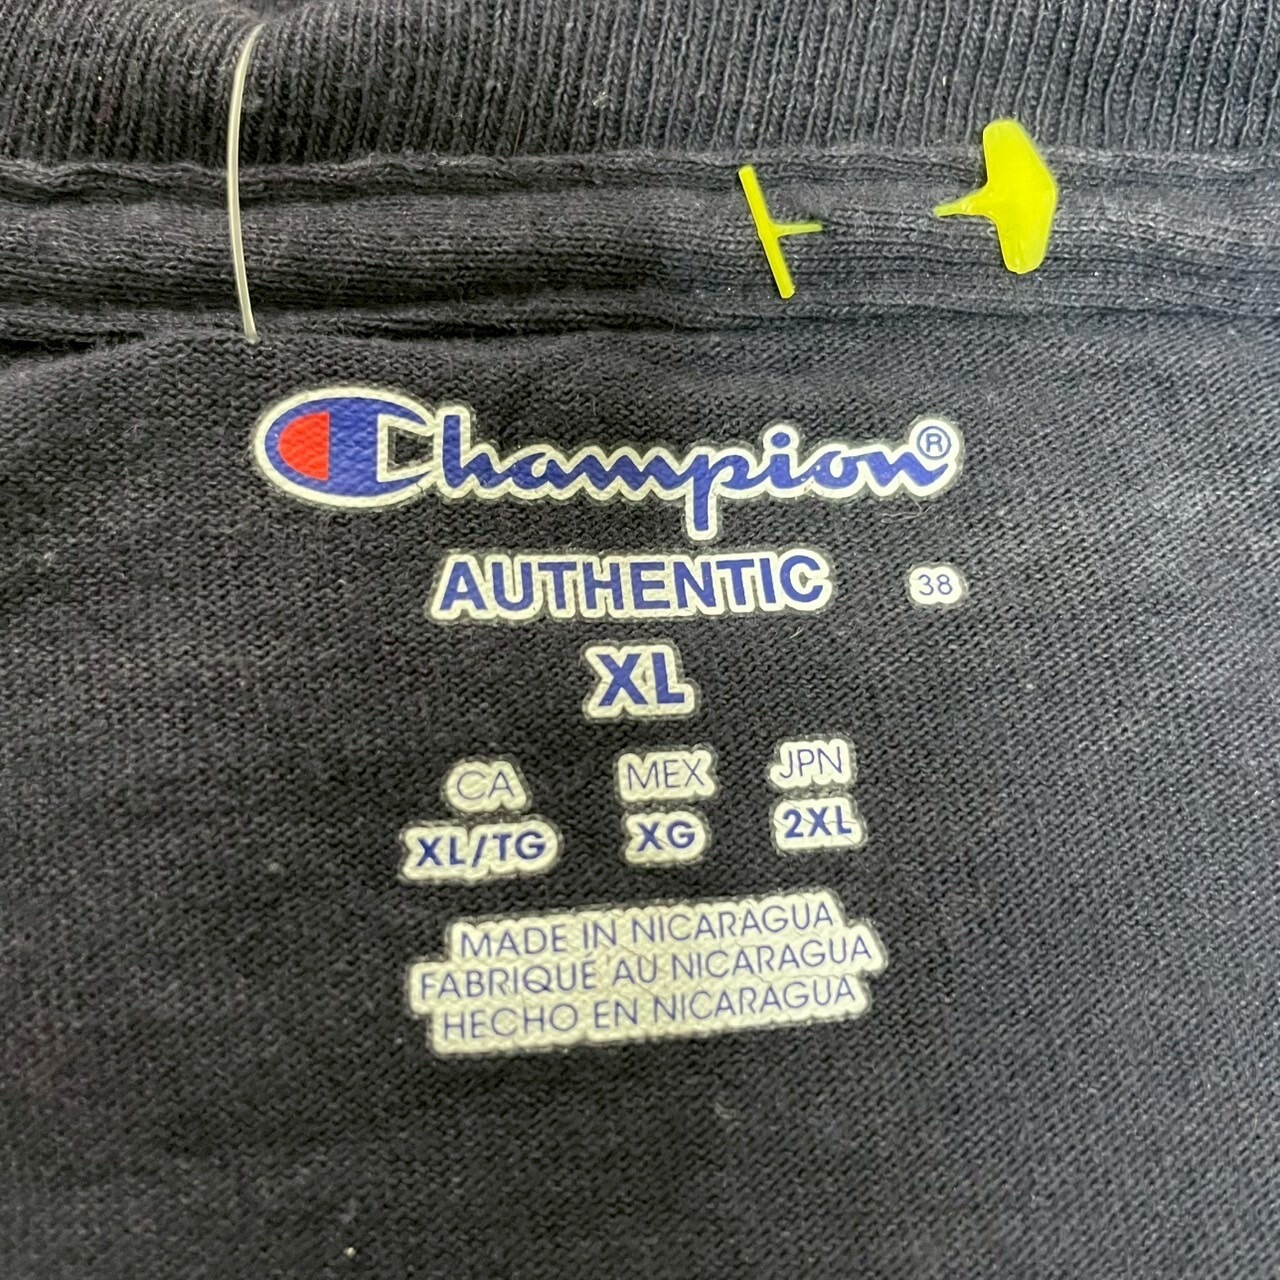 Champion®
AUTHENTIC 38
XL
CA MEX JPN
XL/TG XG 2XL
MADE IN NICARAGUA
FABRIQUÉ AU NICARAGUA
HECHO EN NICARAGUA